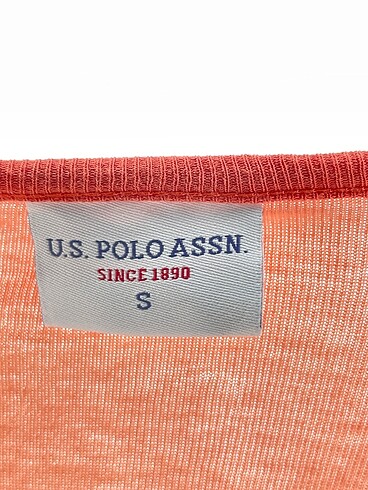 U.S. POLO ASSN.
SINCE 1890
S